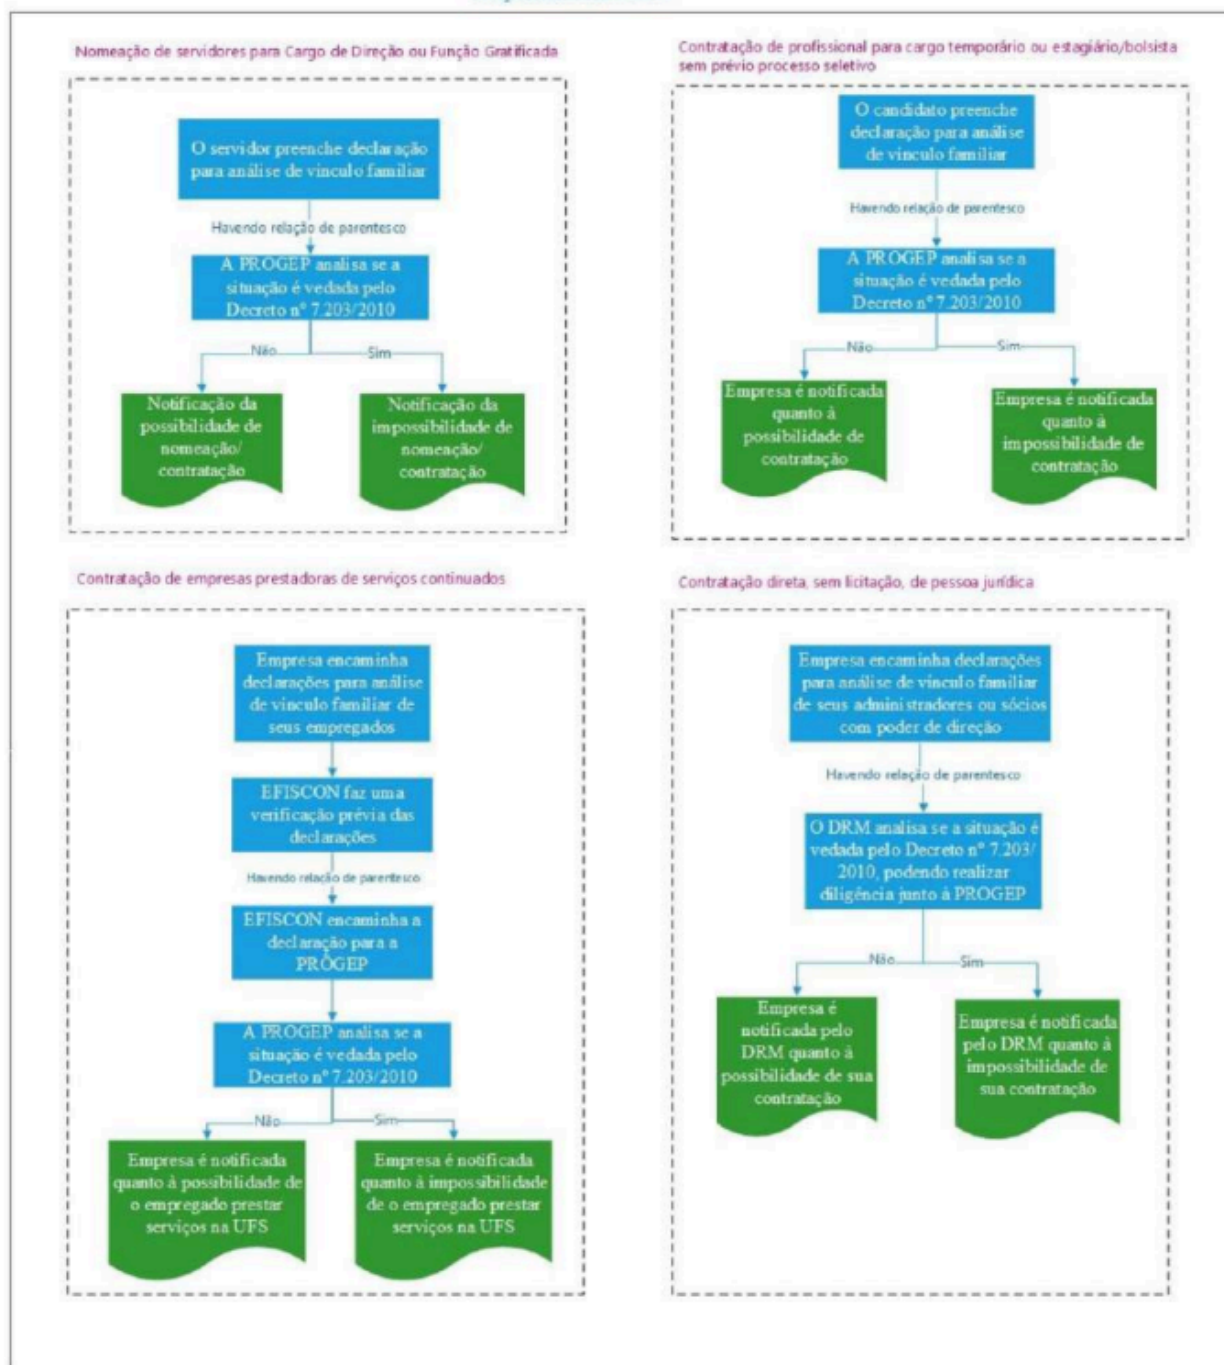 Nomeação de servidores para Cargo de Direção ou Função Gratificada
O servidor preenche declaração
para análise de vínculo familiar
Havendo relação de parentesco
A PROGEP analisa se a
situação é vedada pelo
Decreto nº 7.203/2010
Não
Sim
Notificação da
possibilidade de
nomeação/
contratação
Notificação da
impossibilidade de
nomeação/
contratação
Contratação de profissional para cargo temporário ou estagiário/bolsista
sem prévio processo seletivo
O candidato preenche
declaração para análise
de vínculo familiar
Havendo relação de parentesco
A PROGEP analisa se a
situação é vedada pelo
Decreto nº 7.203/2010
Não
Sim
Empresa é notificada
quanto à
possibilidade de
contratação
Empresa é notificada
quanto à
impossibilidade de
contratação
Contratação de empresas prestadoras de serviços continuados
Empresa encaminha
declarações para análise
de vínculo familiar de
seus empregados
EFISCON faz uma
verificação prévia das
declarações
Havendo relação de parentesco
EFISCON encaminha a
declaração para a
PROGEP
A PROGEP analisa se a
situação é vedada pelo
Decreto nº 7.203/2010
Não
Sim
Empresa é notificada
quanto à possibilidade de
o empregado prestar
serviços na UFS
Empresa é notificada
quanto à impossibilidade
de o empregado prestar
serviços na UFS
Contratação direta, sem licitação, de pessoa jurídica
Empresa encaminha declarações
para análise de vínculo familiar
de seus administradores ou sócios
com poder de direção
Havendo relação de parentesco
O DRM analisa se a situação é
vedada pelo Decreto nº 7.203/
2010, podendo realizar
diligência junto à PROGEP
Não
Sim
Empresa é
notificada pelo
DRM quanto à
possibilidade de sua
contratação
Empresa é notificada
pelo DRM quanto à
impossibilidade de
sua contratação